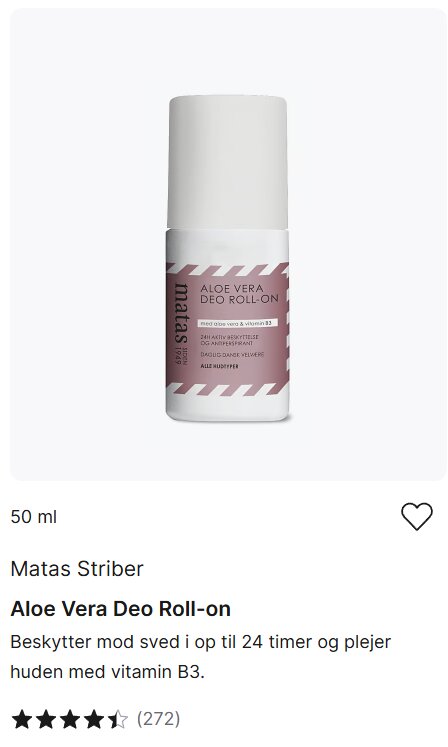 ALOE VERA
DEO ROLL-ON
med aloe vera & vitamin B3
24H AKTIV BESKYTTELSE
OG ANTIPERSPIRANT
DAGLIG DANSK VELVÆRE
ALLE HUDTYPER
matas
SIDEN
1949
50 ml
Matas Striber
Aloe Vera Deo Roll-on
Beskytter mod sved i op til 24 timer og plejer
huden med vitamin B3.
(272)